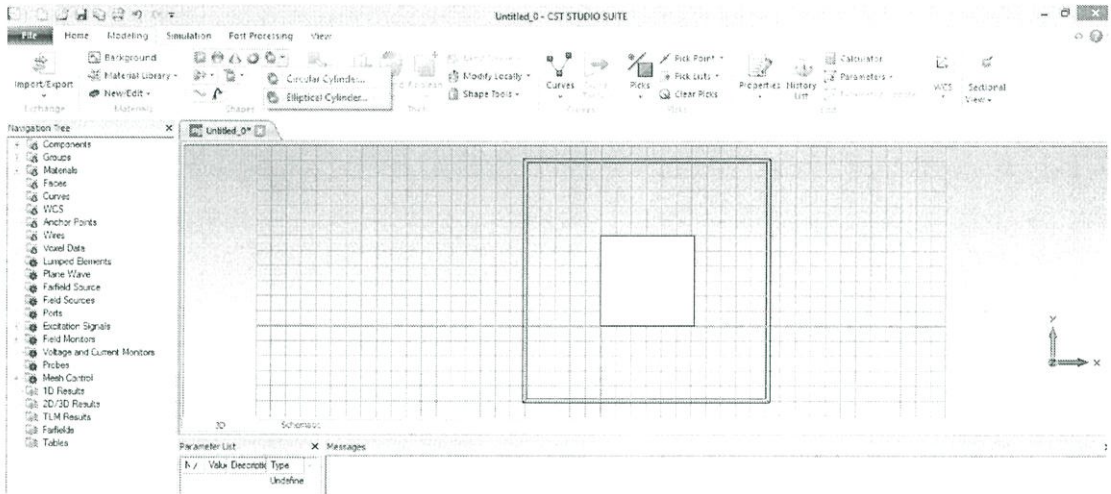 Untitled_0 - CST STUDIO SUITE
File Home Modeling Simulation Post Processing View
Import/Export
Background
Material Library
New/Edit
Exchange
Materials
Circular Cylinder...
Elliptical Cylinder...
Shapes
Modify Locally
Shape Tools
Tools
Curves
Curves
Picks
Pick Point
Pick Lists
Clear Picks
Picks
Properties
History List
Calculator
Parameters
Edit
WCS
Sectional View
Navigation Tree
Untitled_0*
Components
Groups
Materials
Faces
Curves
WCS
Anchor Points
Wires
Voxel Data
Lumped Elements
Plane Wave
Farfield Source
Field Sources
Ports
Excitation Signals
Field Monitors
Voltage and Current Monitors
Probes
Mesh Control
1D Results
2D/3D Results
TLM Results
Farfields
Tables
y
z x
3D Schematic
Parameter List
Messages
N Value Descriptic Type
Undefine